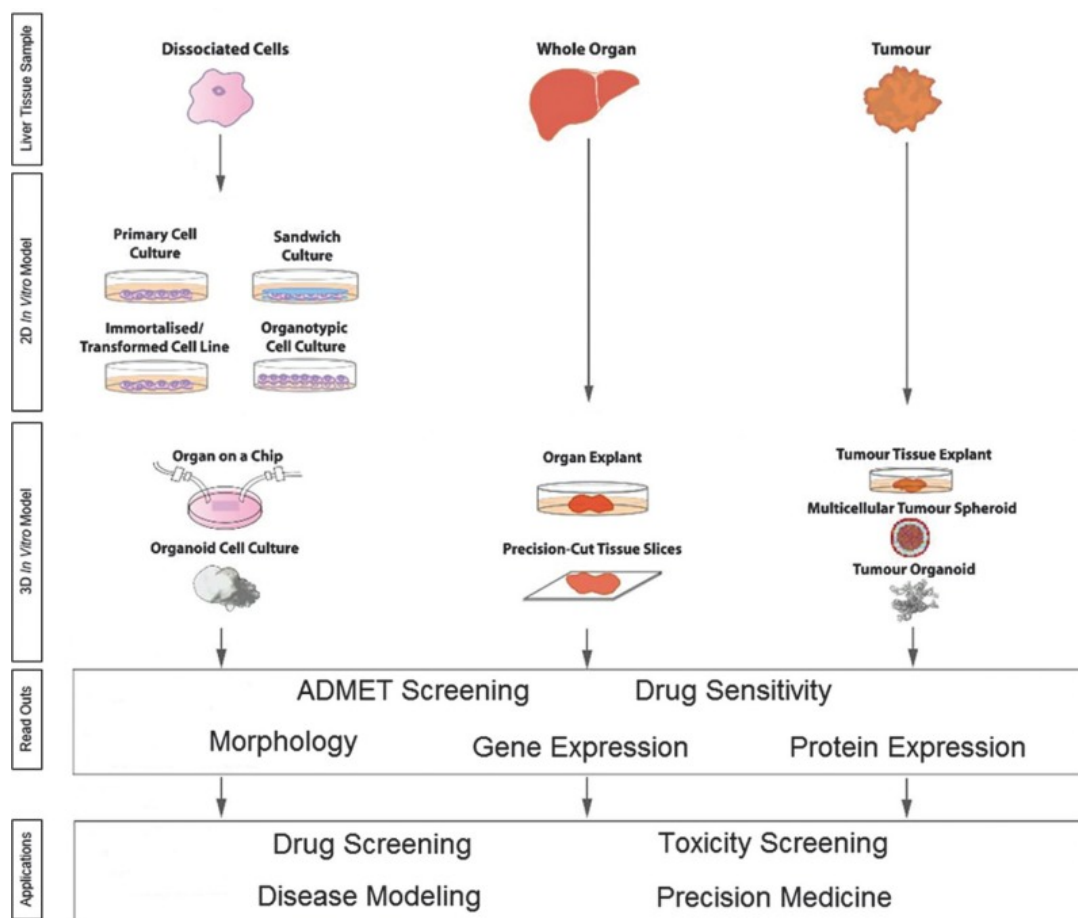 Liver Tissue Sample
Dissociated Cells
Whole Organ
Tumour
2D In Vitro Model
Primary Cell
Culture
Sandwich
Culture
Immortalised/
Transformed Cell Line
Organotypic
Cell Culture
3D In Vitro Model
Organ on a Chip
Organoid Cell Culture
Organ Explant
Precision-Cut Tissue Slices
Tumour Tissue Explant
Multicellular Tumour Spheroid
Tumour Organoid
Read Outs
ADMET Screening
Drug Sensitivity
Morphology
Gene Expression
Protein Expression
Applications
Drug Screening
Toxicity Screening
Disease Modeling
Precision Medicine